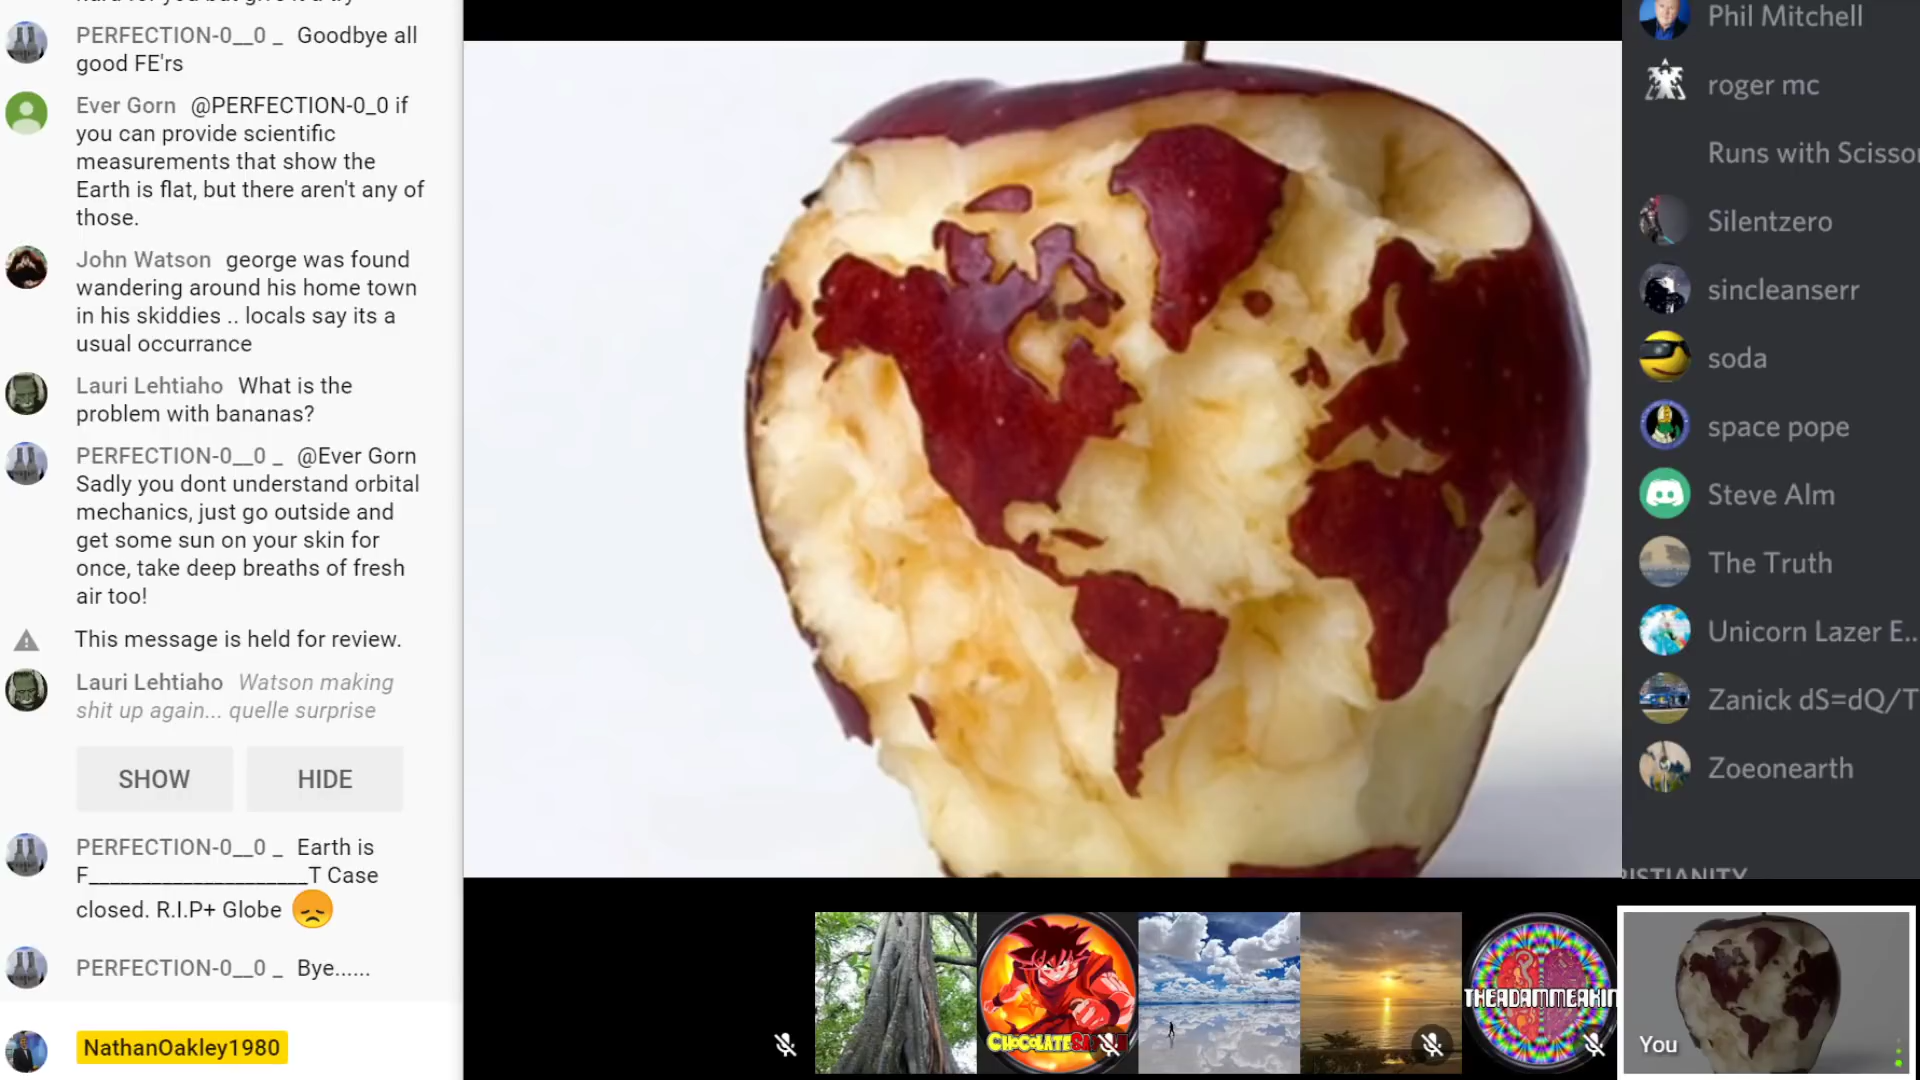 PERFECTION-0__0 _ Goodbye all
good FE'rs
Ever Gorn @PERFECTION-0_0 if
you can provide scientific
measurements that show the
Earth is flat, but there aren't any of
those.
John Watson george was found
wandering around his home town
in his skiddies .. locals say its a
usual occurrance
Lauri Lehtiaho What is the
problem with bananas?
PERFECTION-0__0 _ @Ever Gorn
Sadly you dont understand orbital
mechanics, just go outside and
get some sun on your skin for
once, take deep breaths of fresh
air too!
This message is held for review.
Lauri Lehtiaho Watson making
shit up again... quelle surprise
SHOW HIDE
PERFECTION-0__0 _ Earth is
F_____________________T Case
closed. R.I.P+ Globe 😞
PERFECTION-0__0 _ Bye......
NathanOakley1980
Phil Mitchell
roger mc
Runs with Scissor
Silentzero
sincleanserr
soda
space pope
Steve Alm
The Truth
Unicorn Lazer E..
Zanick dS=dQ/T
Zoeonearth
THEADAMMEAKIN
You